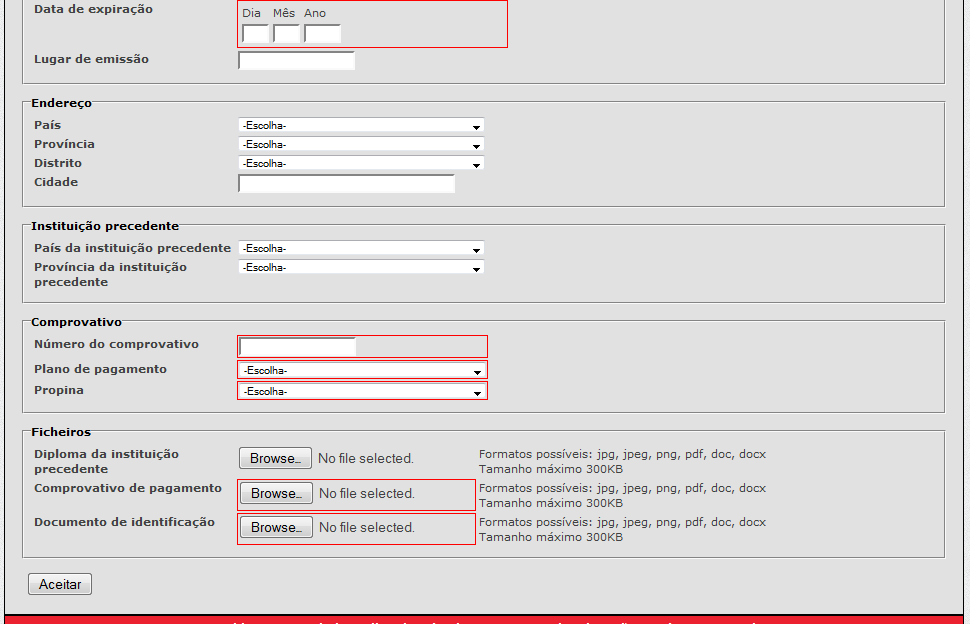 Data de expiração
Dia Mês Ano
Lugar de emissão
Endereço
País -Escolha-
Província -Escolha-
Distrito -Escolha-
Cidade
Instituição precedente
País da instituição precedente -Escolha-
Província da instituição -Escolha-
precedente
Comprovativo
Número do comprovativo
Plano de pagamento -Escolha-
Propina -Escolha-
Ficheiros
Diploma da instituição
precedente
Browse.. No file selected.
Formatos possíveis: jpg, jpeg, png, pdf, doc, docx
Tamanho máximo 300KB
Comprovativo de pagamento
Browse.. No file selected.
Formatos possíveis: jpg, jpeg, png, pdf, doc, docx
Tamanho máximo 300KB
Documento de identificação
Browse.. No file selected.
Formatos possíveis: jpg, jpeg, png, pdf, doc, docx
Tamanho máximo 300KB
Aceitar